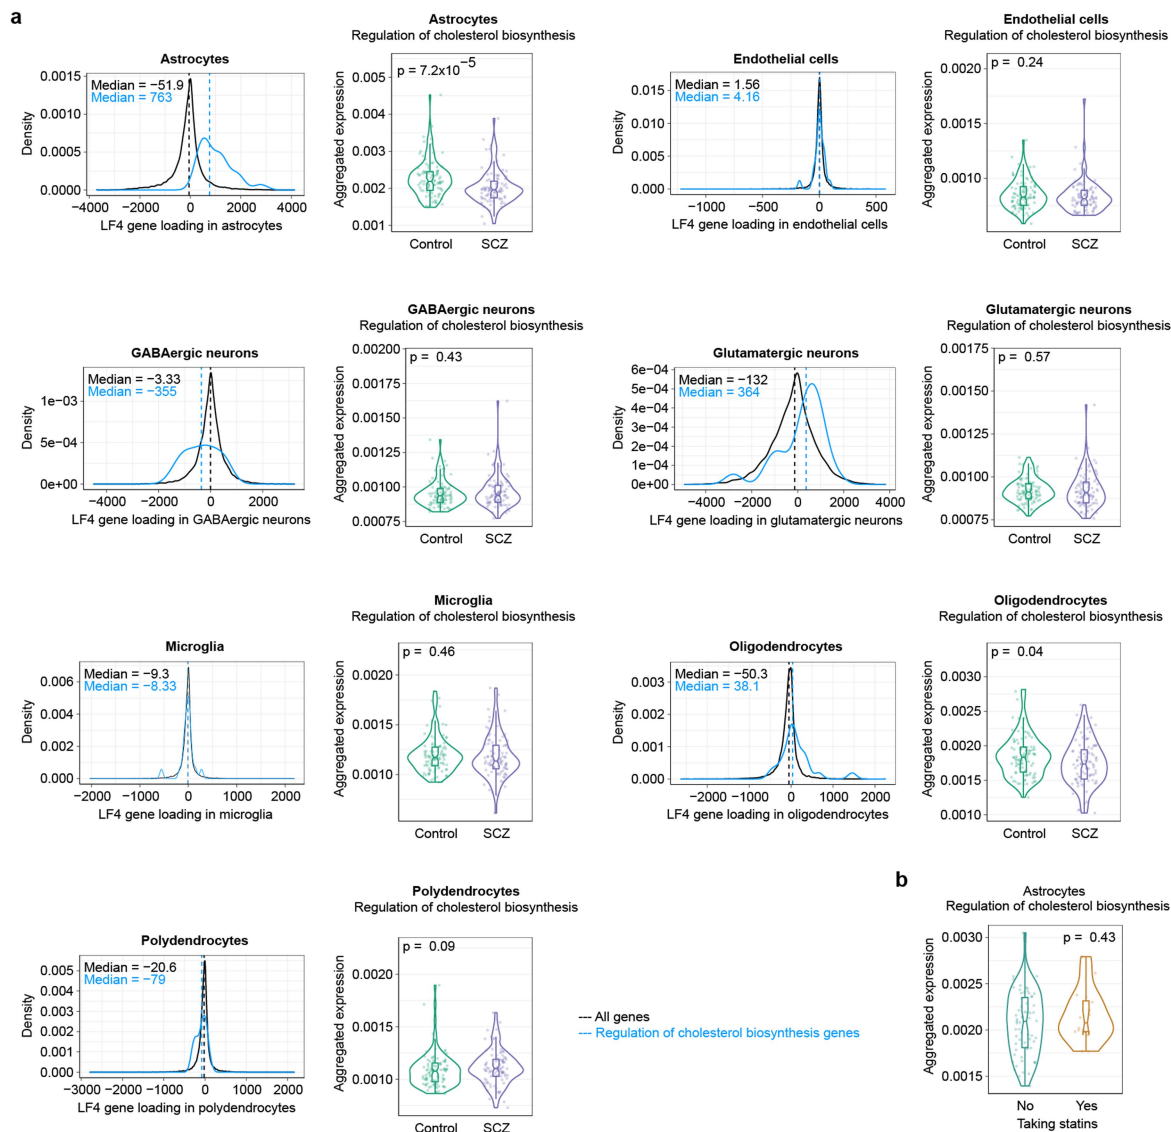 a
Astrocytes
Median = −51.9
Median = 763
0.0015
0.0010
0.0005
0.0000
Density
−4000 −2000 0 2000 4000
LF4 gene loading in astrocytes
Astrocytes
Regulation of cholesterol biosynthesis
p = 7.2x10−5
0.005
0.004
0.003
0.002
0.001
Aggregated expression
Control SCZ
Endothelial cells
Median = 1.56
Median = 4.16
0.015
0.010
0.005
0.000
Density
−1000 −500 0 500
LF4 gene loading in endothelial cells
Endothelial cells
Regulation of cholesterol biosynthesis
p = 0.24
0.0020
0.0015
0.0010
Aggregated expression
Control SCZ
GABAergic neurons
Median = −3.33
Median = −355
1e−03
5e−04
0e+00
Density
−4000 −2000 0 2000
LF4 gene loading in GABAergic neurons
GABAergic neurons
Regulation of cholesterol biosynthesis
p = 0.43
0.00200
0.00175
0.00150
0.00125
0.00100
0.00075
Aggregated expression
Control SCZ
Glutamatergic neurons
Median = −132
Median = 364
6e−04
5e−04
4e−04
3e−04
2e−04
1e−04
0e+00
Density
−4000 −2000 0 2000 4000
LF4 gene loading in glutamatergic neurons
Glutamatergic neurons
Regulation of cholesterol biosynthesis
p = 0.57
0.00175
0.00150
0.00125
0.00100
0.00075
Aggregated expression
Control SCZ
Microglia
Median = −9.3
Median = −8.33
0.006
0.004
0.002
0.000
Density
−2000 −1000 0 1000 2000
LF4 gene loading in microglia
Microglia
Regulation of cholesterol biosynthesis
p = 0.46
0.0020
0.0015
0.0010
Aggregated expression
Control SCZ
Oligodendrocytes
Median = −50.3
Median = 38.1
0.003
0.002
0.001
0.000
Density
−2000 −1000 0 1000 2000
LF4 gene loading in oligodendrocytes
Oligodendrocytes
Regulation of cholesterol biosynthesis
p = 0.04
0.0030
0.0025
0.0020
0.0015
0.0010
Aggregated expression
Control SCZ
Polydendrocytes
Median = −20.6
Median = −79
0.005
0.004
0.003
0.002
0.001
0.000
Density
−3000 −2000 −1000 0 1000 2000
LF4 gene loading in polydendrocytes
Polydendrocytes
Regulation of cholesterol biosynthesis
p = 0.09
0.0020
0.0015
0.0010
Aggregated expression
Control SCZ
--- All genes
--- Regulation of cholesterol biosynthesis genes
b
Astrocytes
Regulation of cholesterol biosynthesis
p = 0.43
0.0030
0.0025
0.0020
0.0015
Aggregated expression
No Yes
Taking statins